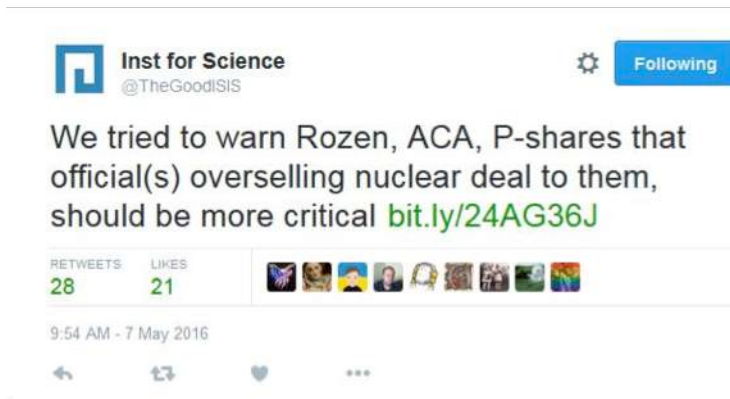 Inst for Science
@TheGoodISIS
Following
We tried to warn Rozen, ACA, P-shares that
official(s) overselling nuclear deal to them,
should be more critical bit.ly/24AG36J
RETWEETS LIKES
28 21
9:54 AM - 7 May 2016